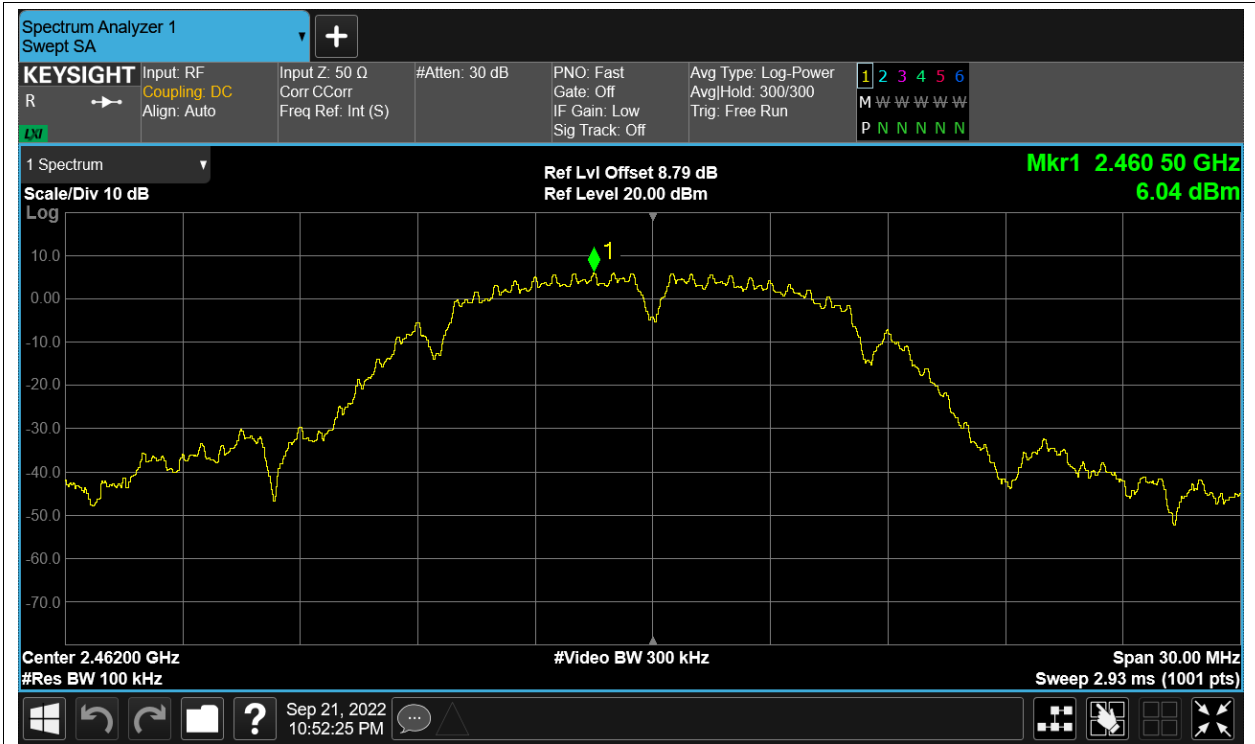 Spectrum Analyzer 1
Swept SA
+
KEYSIGHT
R
LXI
Input: RF
Coupling: DC
Align: Auto
Input Z: 50 Ω
Corr CCorr
Freq Ref: Int (S)
#Atten: 30 dB
PNO: Fast
Gate: Off
IF Gain: Low
Sig Track: Off
Avg Type: Log-Power
Avg|Hold: 300/300
Trig: Free Run
1 2 3 4 5 6
M W W W W W
P N N N N N
1 Spectrum
Scale/Div 10 dB
Ref Lvl Offset 8.79 dB
Ref Level 20.00 dBm
Mkr1 2.460 50 GHz
6.04 dBm
Log
1
10.0
0.00
-10.0
-20.0
-30.0
-40.0
-50.0
-60.0
-70.0
Center 2.46200 GHz
#Video BW 300 kHz
Span 30.00 MHz
#Res BW 100 kHz
Sweep 2.93 ms (1001 pts)
?
Sep 21, 2022
10:52:25 PM